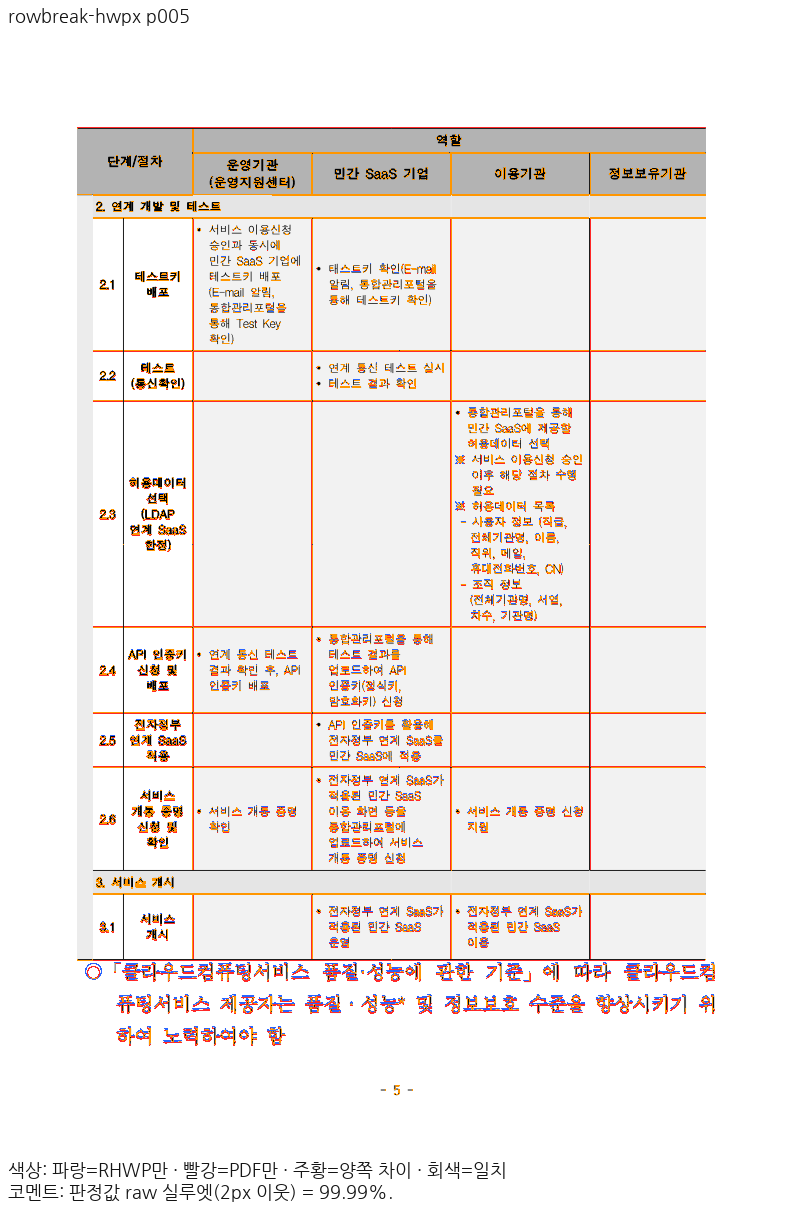 rowbreak-hwpx p005
단계/절차
역할
운영기관
(운영지원센터)
민간 SaaS 기업
이용기관
정보보유기관
2. 연계 개발 및 테스트
2.1
테스트키
배포
• 서비스 이용신청
승인과 동시에
민간 SaaS 기업에
테스트키 배포
(E-mail 알림,
통합관리포털을
통해 Test Key
확인)
• 테스트키 확인(E-mail
알림, 통합관리포털을
통해 테스트키 확인)
2.2
테스트
(통신확인)
• 연계 통신 테스트 실시
• 테스트 결과 확인
2.3
허용데이터
선택
(LDAP
연계 SaaS
한정)
• 통합관리포털을 통해
민간 SaaS에 제공할
허용데이터 선택
※ 서비스 이용신청 승인
이후 해당 절차 수행
필요
※ 허용데이터 목록
- 사용자 정보 (직급,
전체기관명, 이름,
직위, 메일,
휴대전화번호, CN)
- 조직 정보
(전체기관명, 서열,
차수, 기관명)
2.4
API 인증키
신청 및
배포
• 연계 통신 테스트
결과 확인 후, API
인증키 배포
• 통합관리포털을 통해
테스트 결과를
업로드하여 API
인증키(정식키,
암호화키) 신청
2.5
전자정부
연계 SaaS
적용
• API 인증키를 활용해
전자정부 연계 SaaS를
민간 SaaS에 적용
2.6
서비스
개통 증명
신청 및
확인
• 서비스 개통 증명
확인
• 전자정부 연계 SaaS가
적용된 민간 SaaS
이용 화면 등을
통합관리포털에
업로드하여 서비스
개통 증명 신청
• 서비스 개통 증명 신청
지원
3. 서비스 개시
3.1
서비스
개시
• 전자정부 연계 SaaS가
적용된 민간 SaaS
운영
• 전자정부 연계 SaaS가
적용된 민간 SaaS
이용
○ 「클라우드컴퓨팅서비스 품질·성능에 관한 기준」에 따라 클라우드컴
퓨팅서비스 제공자는 품질·성능* 및 정보보호 수준을 향상시키기 위
하여 노력하여야 함
- 5 -
색상: 파랑=RHWP만 · 빨강=PDF만 · 주황=양쪽 차이 · 회색=일치
코멘트: 판정값 raw 실루엣(2px 이웃) = 99.99%.